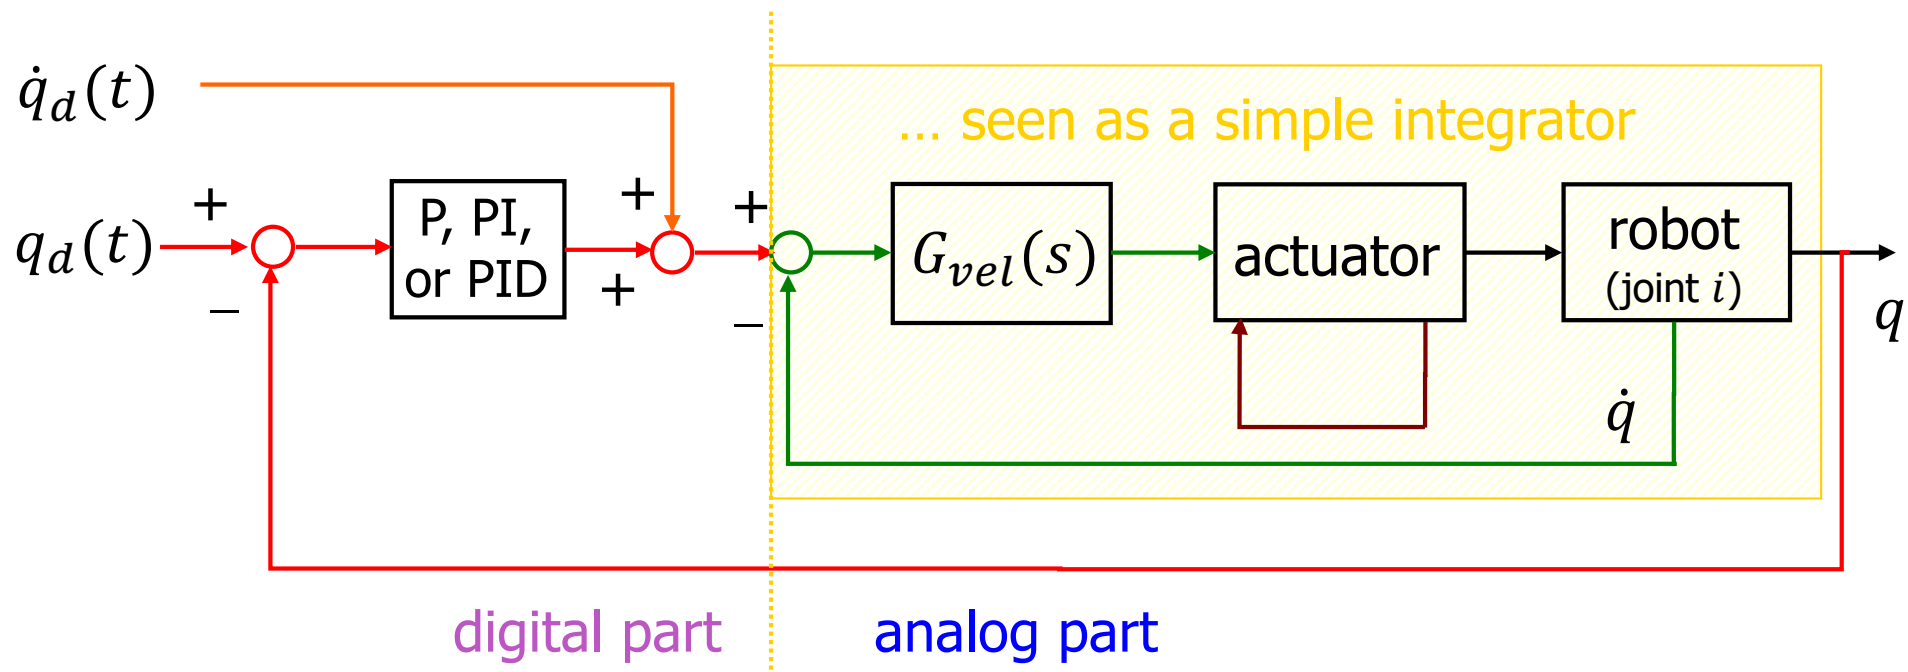 q̇_d(t)
... seen as a simple integrator
+
+
+
q_d(t)
P, PI,
or PID
+
−
−
G_vel(s)
actuator
robot
(joint i)
q
q̇
digital part
analog part